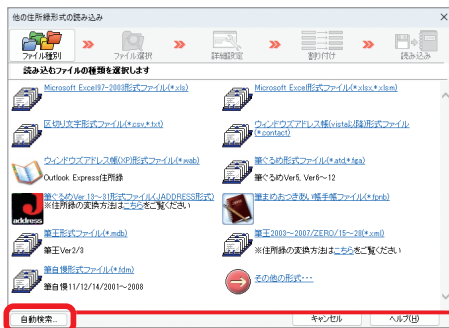 他の住所録形式の読み込み
ファイル種別
ファイル選択
詳細設定
割り付け
読み込み
読み込むファイルの種類を選択します
Microsoft Excel97-2003形式ファイル(*.xls)
Microsoft Excel形式ファイル(*.xlsx,*.xlsm)
区切り文字形式ファイル(*.csv,*.txt)
ウィンドウズアドレス帳(vista以降)形式ファイル
(*.contact)
ウィンドウズアドレス帳(XP)形式ファイル(*.wab)
Outlook Express住所録
筆ぐるめ形式ファイル(*.atd,*.fga)
筆ぐるめVer5, Ver6～12
筆ぐるめVer.13～31形式ファイル(JADDRESS形式)
※住所録の変換方法はこちらをご覧ください
address
筆まめおつきあい帳手帳ファイル(*.fpnb)
筆王形式ファイル(*.mdb)
筆王Ver2/3
筆王2003～2007/ZERO/15～28(*.xml)
※住所録の変換方法はこちらをご覧ください
筆自慢形式ファイル(*.fdm)
筆自慢11/12/14/2001～2008
その他の形式･･･
自動検索...
キャンセル
ヘルプ(H)